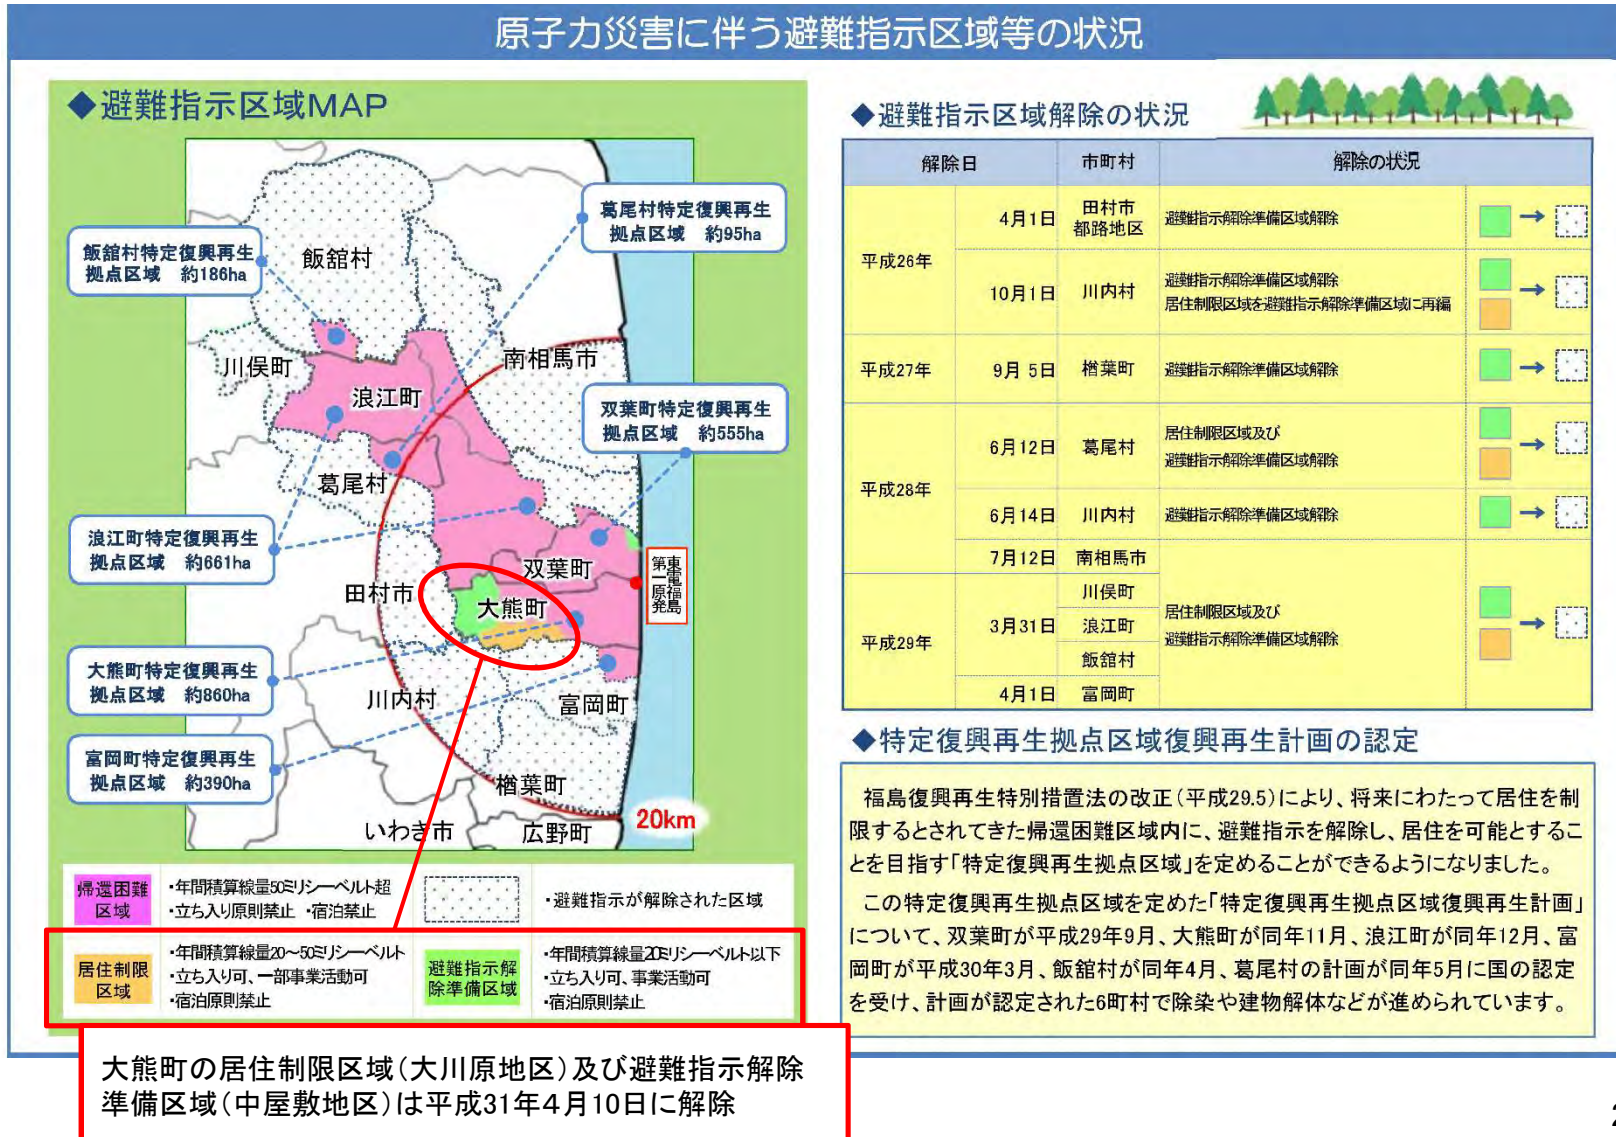 原子力災害に伴う避難指示区域等の状況
◆避難指示区域MAP
葛尾村特定復興再生
拠点区域　約95ha
飯舘村特定復興再生
拠点区域　約186ha
飯舘村
川俣町
南相馬市
浪江町
双葉町特定復興再生
拠点区域　約555ha
葛尾村
浪江町特定復興再生
拠点区域　約661ha
双葉町
東電福島
第一原発
田村市
大熊町
大熊町特定復興再生
拠点区域　約860ha
川内村
富岡町
富岡町特定復興再生
拠点区域　約390ha
楢葉町
20km
いわき市
広野町
帰還困難
区域
・年間積算線量50ミリシーベルト超
・立ち入り原則禁止　・宿泊禁止
・避難指示が解除された区域
居住制限
区域
・年間積算線量20～50ミリシーベルト
・立ち入り可、一部事業活動可
・宿泊原則禁止
避難指示解
除準備区域
・年間積算線量20ミリシーベルト以下
・立ち入り可、事業活動可
・宿泊原則禁止
大熊町の居住制限区域(大川原地区)及び避難指示解除
準備区域(中屋敷地区)は平成31年4月10日に解除
◆避難指示区域解除の状況
解除日　市町村　解除の状況
平成26年
4月1日　田村市
都路地区　避難指示解除準備区域解除　→
10月1日　川内村　避難指示解除準備区域解除
居住制限区域を避難指示解除準備区域に再編　→
平成27年　9月 5日　楢葉町　避難指示解除準備区域解除　→
平成28年
6月12日　葛尾村　居住制限区域及び
避難指示解除準備区域解除　→
6月14日　川内村　避難指示解除準備区域解除　→
7月12日　南相馬市
平成29年
3月31日　川俣町
浪江町
飯舘村
居住制限区域及び
避難指示解除準備区域解除　→
4月1日　富岡町
◆特定復興再生拠点区域復興再生計画の認定
福島復興再生特別措置法の改正(平成29.5)により、将来にわたって居住を制
限するとされてきた帰還困難区域内に、避難指示を解除し、居住を可能とするこ
とを目指す「特定復興再生拠点区域」を定めることができるようになりました。
この特定復興再生拠点区域を定めた「特定復興再生拠点区域復興再生計画」
について、双葉町が平成29年9月、大熊町が同年11月、浪江町が同年12月、富
岡町が平成30年3月、飯舘村が同年4月、葛尾村の計画が同年5月に国の認定
を受け、計画が認定された6町村で除染や建物解体などが進められています。